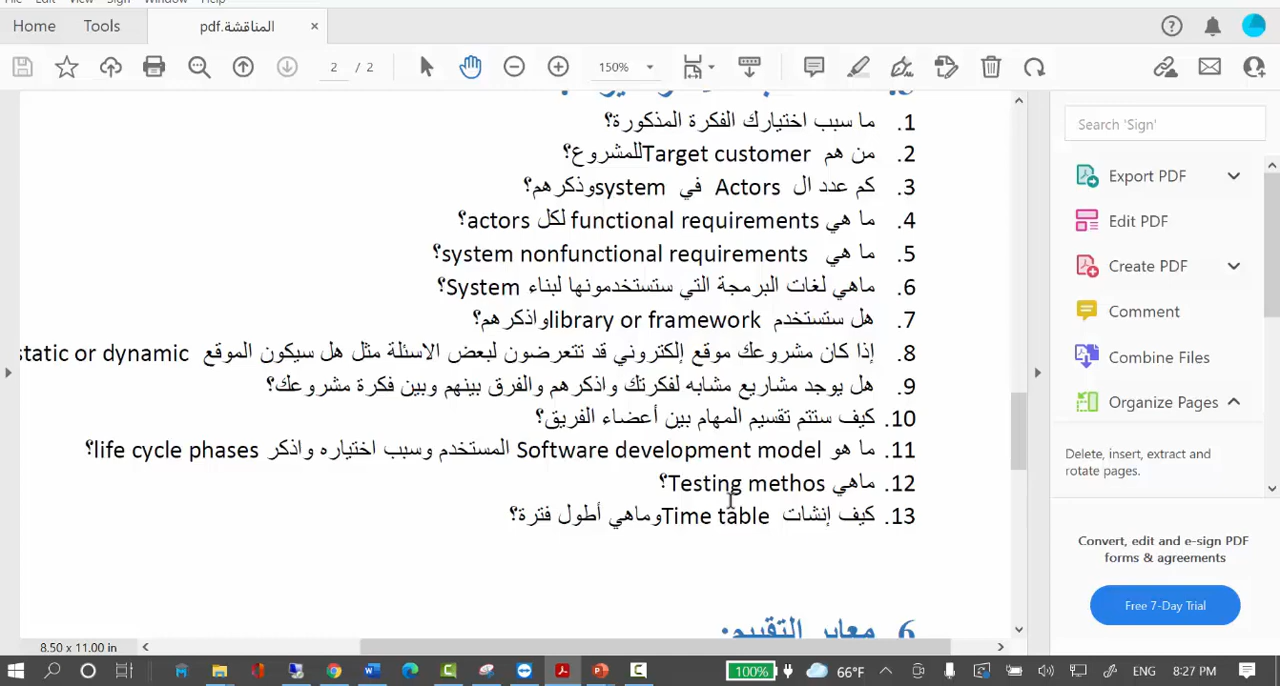 File Edit View Sign Window Help
Home Tools المناقشة.pdf ×
2 / 2 150%
1. ما سبب اختيارك الفكرة المذكورة؟
2. من هم Target customer للمشروع؟
3. كم عدد ال Actors في system وذكرهم؟
4. ما هي functional requirements لكل actors؟
5. ما هي system nonfunctional requirements؟
6. ماهي لغات البرمجة التي ستستخدمونها لبناء System؟
7. هل ستستخدم library or framework واذكرهم؟
8. إذا كان مشروعك موقع إلكتروني قد تتعرضون لبعض الاسئلة مثل هل سيكون الموقع static or dynamic
9. هل يوجد مشاريع مشابه لفكرتك واذكرهم والفرق بينهم وبين فكرة مشروعك؟
10. كيف ستتم تقسيم المهام بين أعضاء الفريق؟
11. ما هو Software development model المستخدم وسبب اختياره واذكر life cycle phases؟
12. ماهي Testing methos؟
13. كيف إنشات Time table وماهي أطول فترة؟
6 معاير التقييم:
8.50 x 11.00 in
Search 'Sign'
Export PDF
Edit PDF
Create PDF
Comment
Combine Files
Organize Pages
Delete, insert, extract and
rotate pages.
Convert, edit and e-sign PDF
forms & agreements
Free 7-Day Trial
100% 66°F ENG 8:27 PM